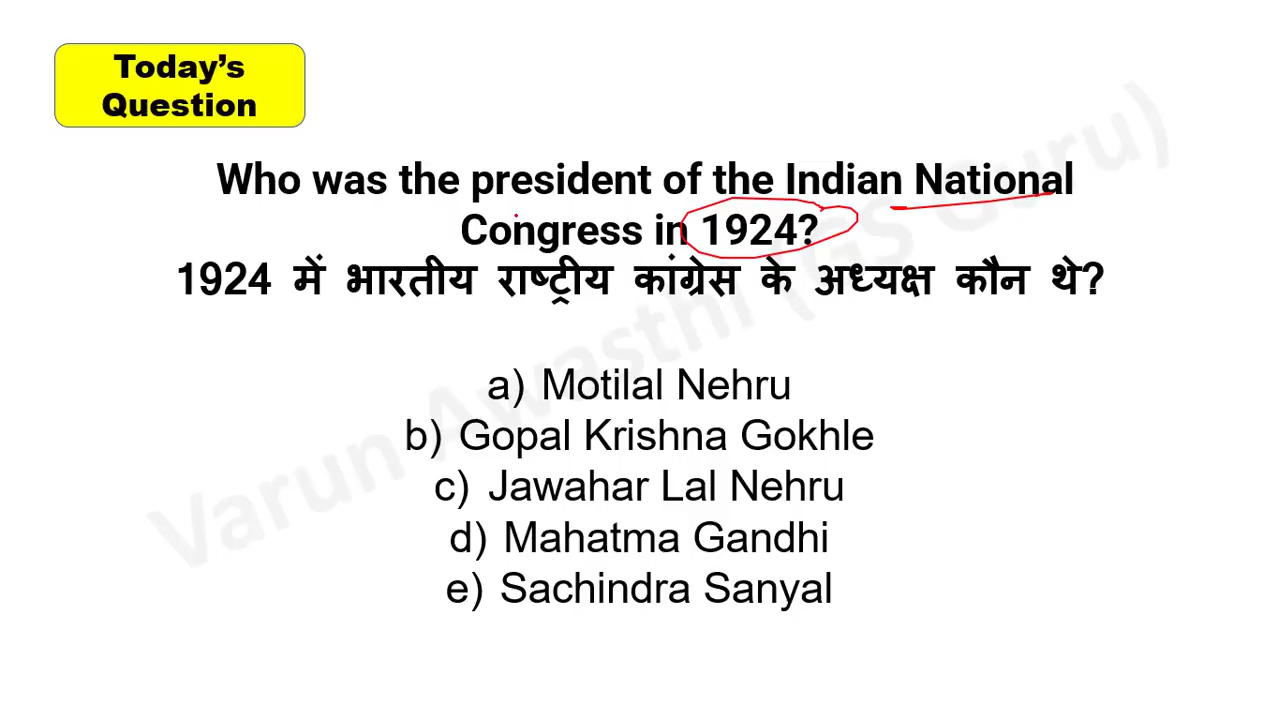 Today's
Question
Who was the president of the Indian National
Congress in 1924?
1924 में भारतीय राष्ट्रीय कांग्रेस के अध्यक्ष कौन थे?
a) Motilal Nehru
b) Gopal Krishna Gokhle
c) Jawahar Lal Nehru
d) Mahatma Gandhi
e) Sachindra Sanyal
Varun Awasthi (GS Guru)